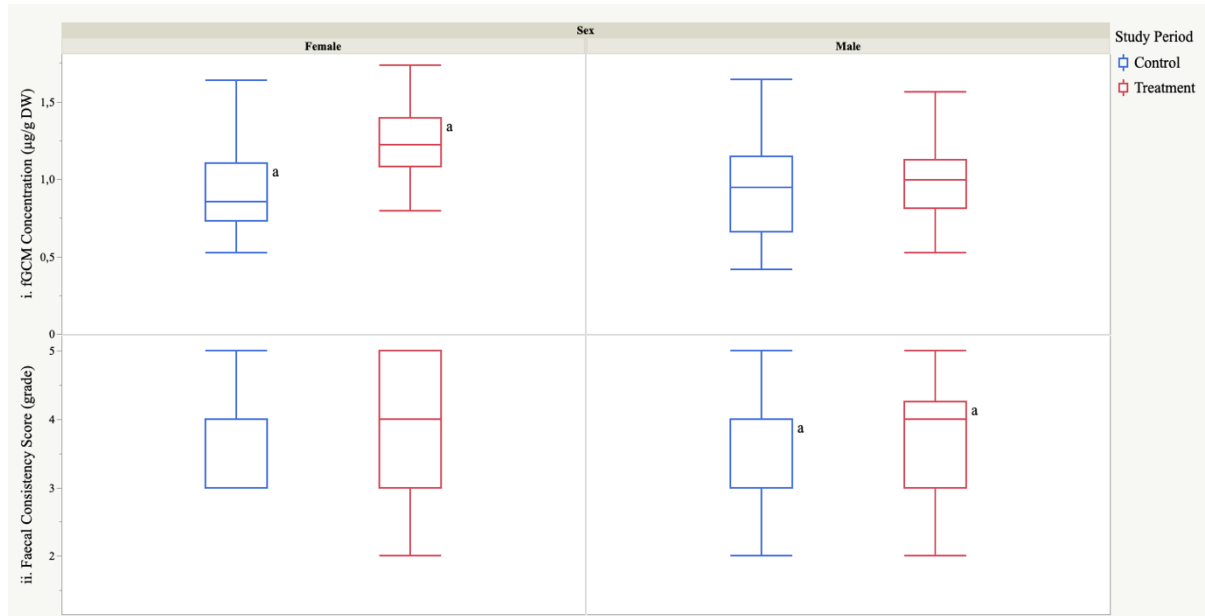 Sex
Female Male
Study Period
Control
Treatment
i. fGCM Concentration (µg/g DW)
1,5
1,0
0,5
0
a
a
ii. Faecal Consistency Score (grade)
5
4
3
2
a
a